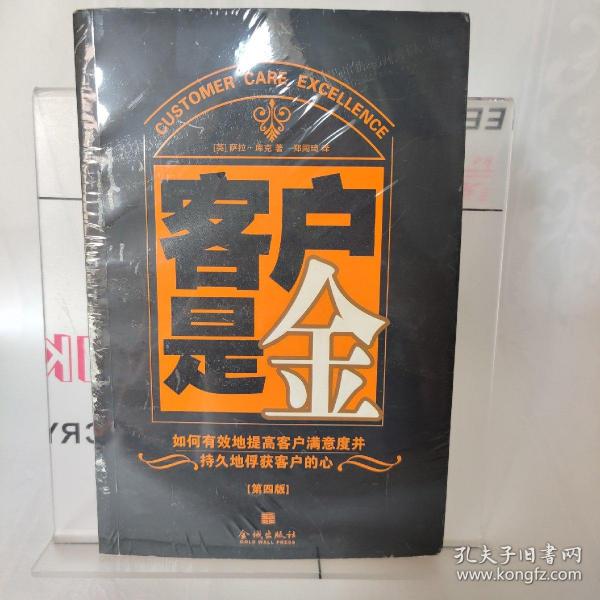 CUSTOMER CARE EXCELLENCE
[英] 萨拉·库克 著 郑闻琦 译
客户
是金
如何有效地提高客户满意度并
持久地俘获客户的心
[第四版]
金城出版社
GOLD WALL PRESS
EE
CRY
孔夫子旧书网
www.kongfz.com